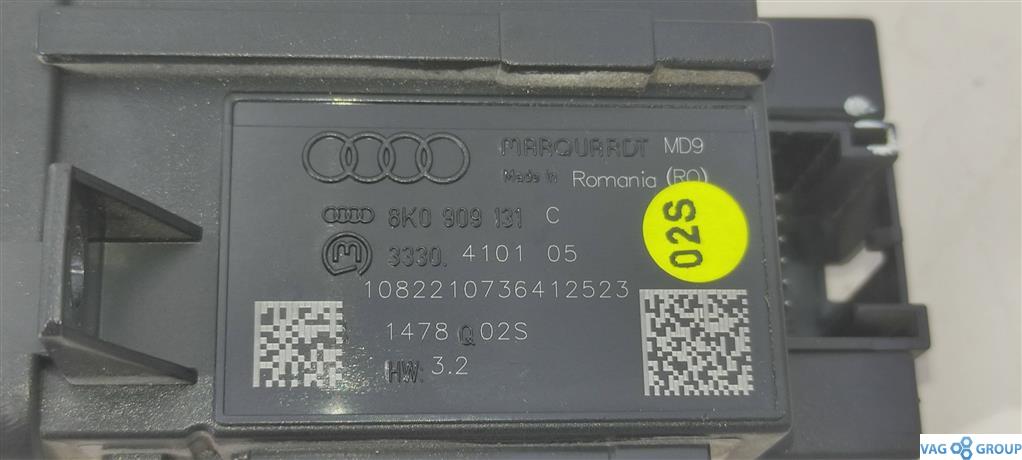 MARQUARDT MD9
Made in Romania (RO)
8K0 909 131 C
3330. 4101 05
1082210736412523
1478 Q 02S
HW: 3.2
02S
VAG GROUP